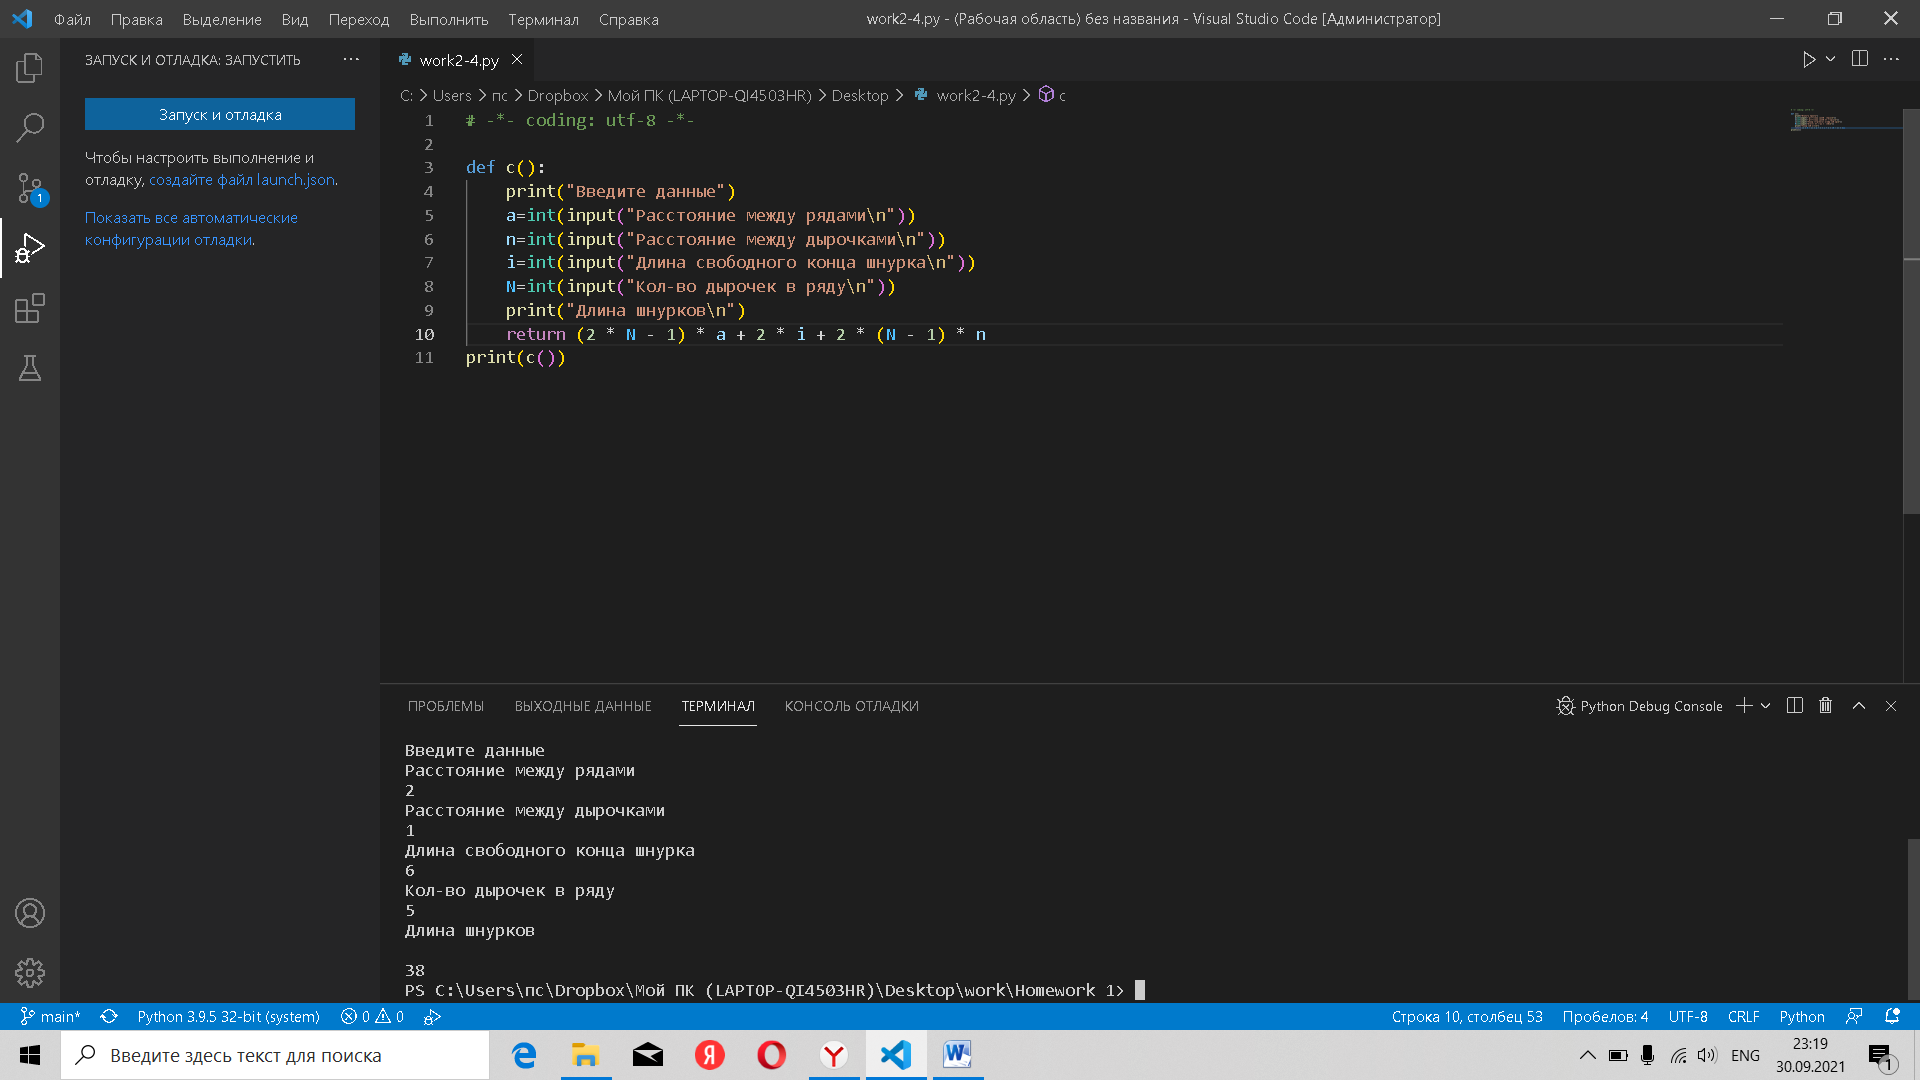 Файл Правка Выделение Вид Переход Выполнить Терминал Справка
work2-4.py - (Рабочая область) без названия - Visual Studio Code [Администратор]
ЗАПУСК И ОТЛАДКА: ЗАПУСТИТЬ
Запуск и отладка
Чтобы настроить выполнение и
отладку, создайте файл launch.json.
Показать все автоматические
конфигурации отладки.
work2-4.py
C: > Users > пс > Dropbox > Мой ПК (LAPTOP-QI4503HR) > Desktop > work2-4.py > c
1 # -*- coding: utf-8 -*-
2
3 def c():
4 print("Введите данные")
5 a=int(input("Расстояние между рядами\n"))
6 n=int(input("Расстояние между дырочками\n"))
7 i=int(input("Длина свободного конца шнурка\n"))
8 N=int(input("Кол-во дырочек в ряду\n"))
9 print("Длина шнурков\n")
10 return (2 * N - 1) * a + 2 * i + 2 * (N - 1) * n
11 print(c())
ПРОБЛЕМЫ ВЫХОДНЫЕ ДАННЫЕ ТЕРМИНАЛ КОНСОЛЬ ОТЛАДКИ
Python Debug Console
Введите данные
Расстояние между рядами
2
Расстояние между дырочками
1
Длина свободного конца шнурка
6
Кол-во дырочек в ряду
5
Длина шнурков
38
PS C:\Users\пс\Dropbox\Мой ПК (LAPTOP-QI4503HR)\Desktop\work\Homework 1>
1
main* Python 3.9.5 32-bit (system) 0 0
Строка 10, столбец 53 Пробелов: 4 UTF-8 CRLF Python
Введите здесь текст для поиска
ENG
23:19
30.09.2021
1